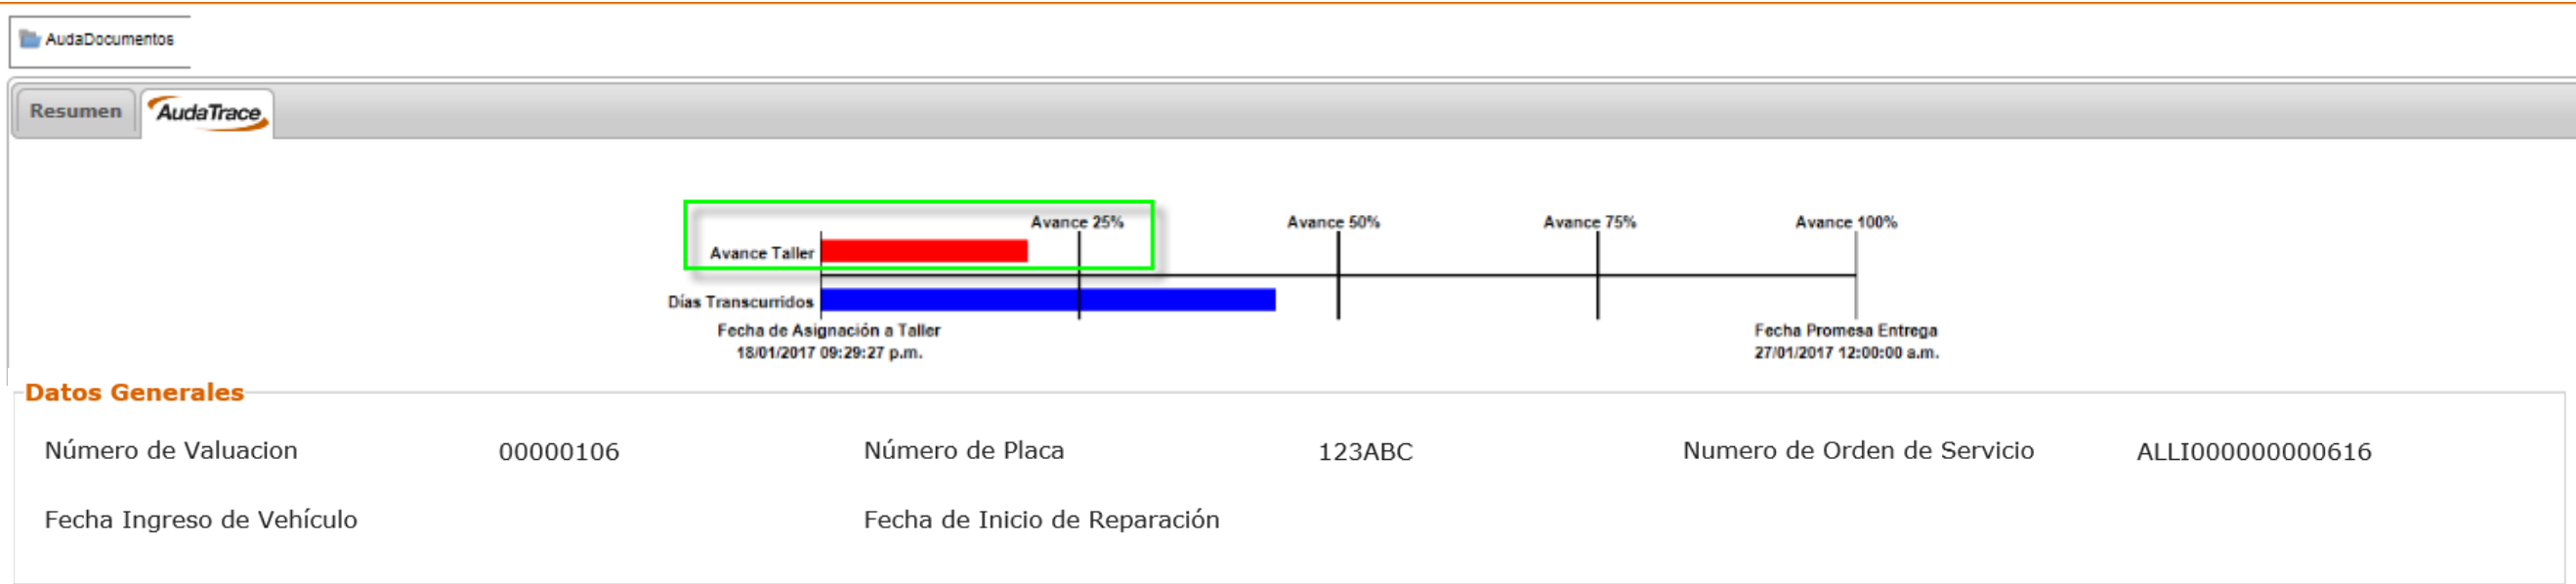 AudaDocumentos
Resumen AudaTrace
Avance 25% Avance 50% Avance 75% Avance 100%
Avance Taller
Días Transcurridos
Fecha de Asignación a Taller Fecha Promesa Entrega
18/01/2017 09:29:27 p.m. 27/01/2017 12:00:00 a.m.
Datos Generales
Número de Valuacion 00000106 Número de Placa 123ABC Numero de Orden de Servicio ALLI000000000616
Fecha Ingreso de Vehículo Fecha de Inicio de Reparación